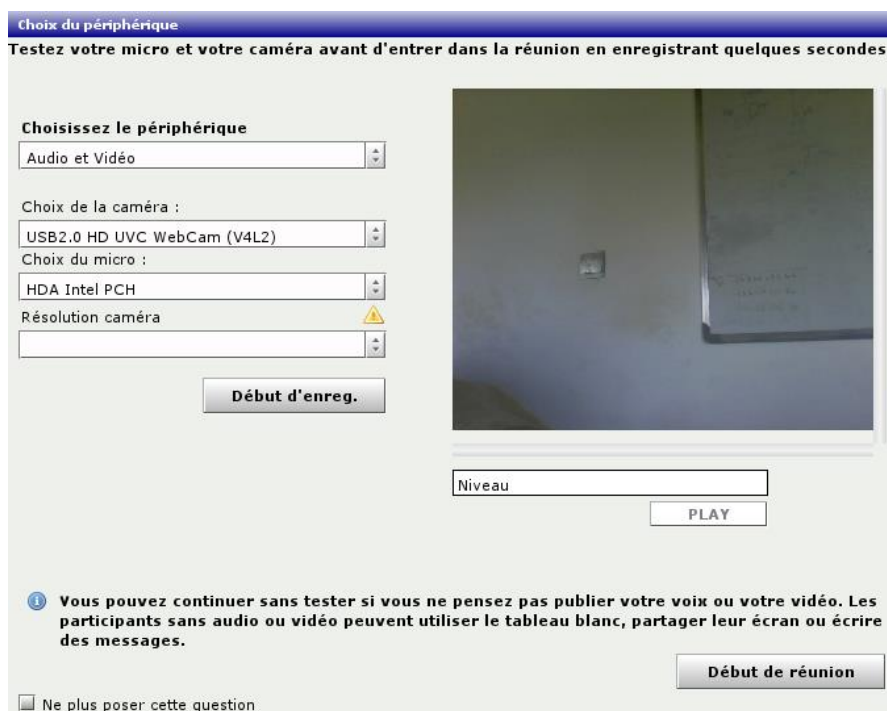 Choix du périphérique
Testez votre micro et votre caméra avant d'entrer dans la réunion en enregistrant quelques secondes
Choisissez le périphérique
Audio et Vidéo
Choix de la caméra :
USB2.0 HD UVC WebCam (V4L2)
Choix du micro :
HDA Intel PCH
Résolution caméra
Début d'enreg.
Niveau
PLAY
Vous pouvez continuer sans tester si vous ne pensez pas publier votre voix ou votre vidéo. Les
participants sans audio ou vidéo peuvent utiliser le tableau blanc, partager leur écran ou écrire
des messages.
Début de réunion
Ne plus poser cette question